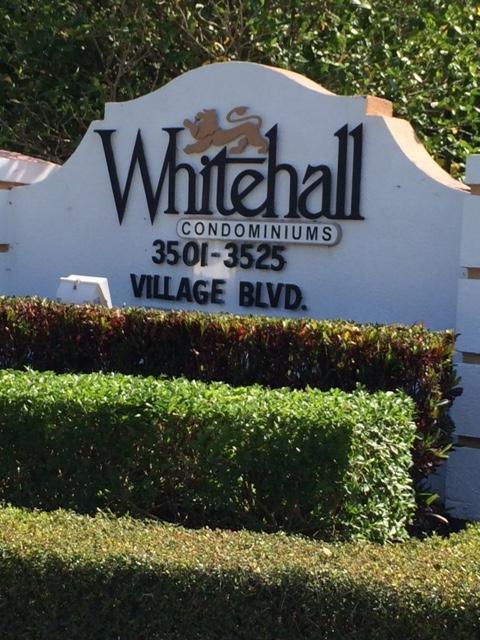 Whitehall
CONDOMINIUMS
3501-3525
VILLAGE BLVD.